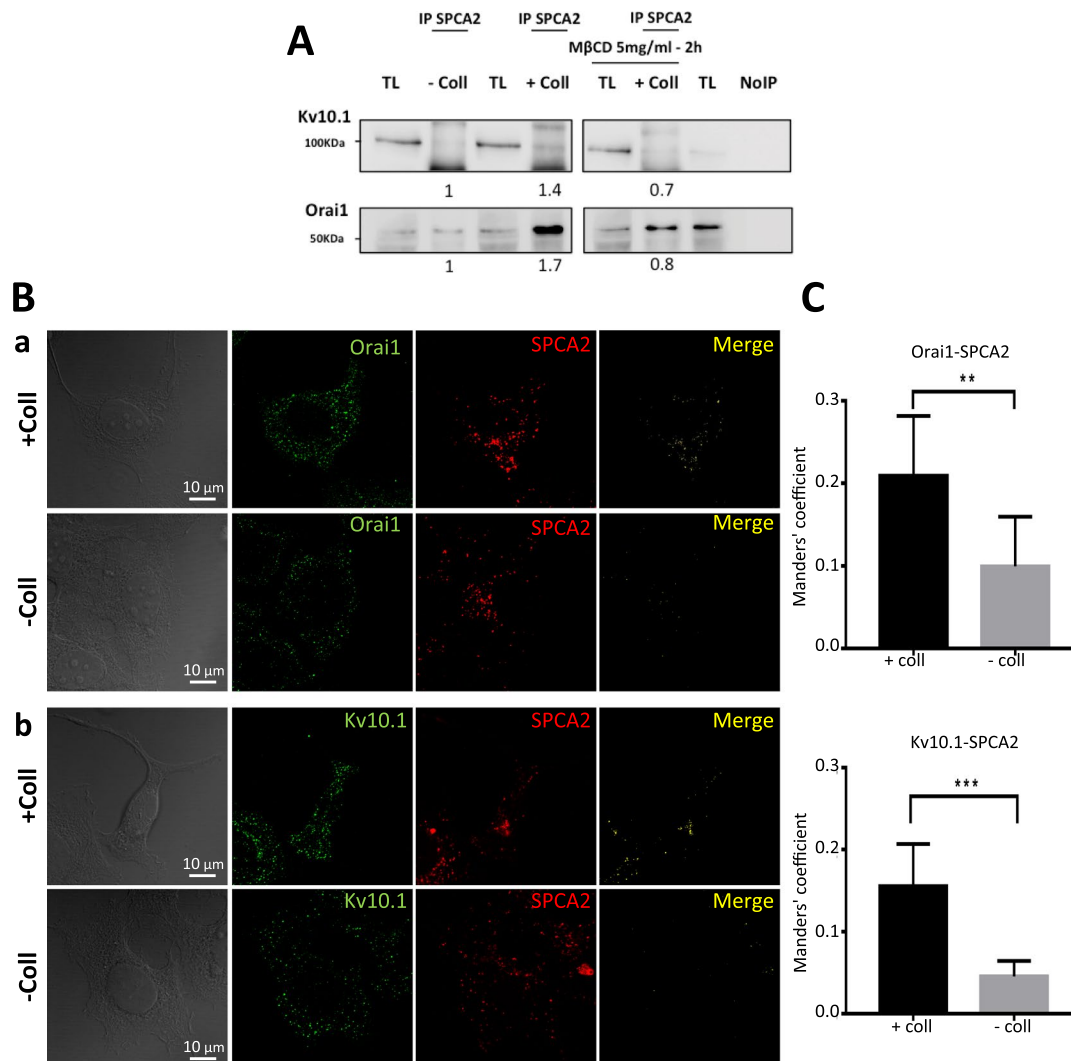 A
IP SPCA2 IP SPCA2 IP SPCA2
MβCD 5mg/ml - 2h
TL - Coll TL + Coll TL + Coll TL NoIP
Kv10.1
100KDa
1 1.4 0.7
Orai1
50KDa
1 1.7 0.8
B
C
a
+Coll
10 µm
Orai1
SPCA2
Merge
-Coll
10 µm
Orai1
SPCA2
Merge
b
+Coll
10 µm
Kv10.1
SPCA2
Merge
-Coll
10 µm
Kv10.1
SPCA2
Merge
Orai1-SPCA2
**
Manders' coefficient
0.3
0.2
0.1
0.0
+ coll - coll
Kv10.1-SPCA2
***
Manders' coefficient
0.3
0.2
0.1
0.0
+ coll - coll